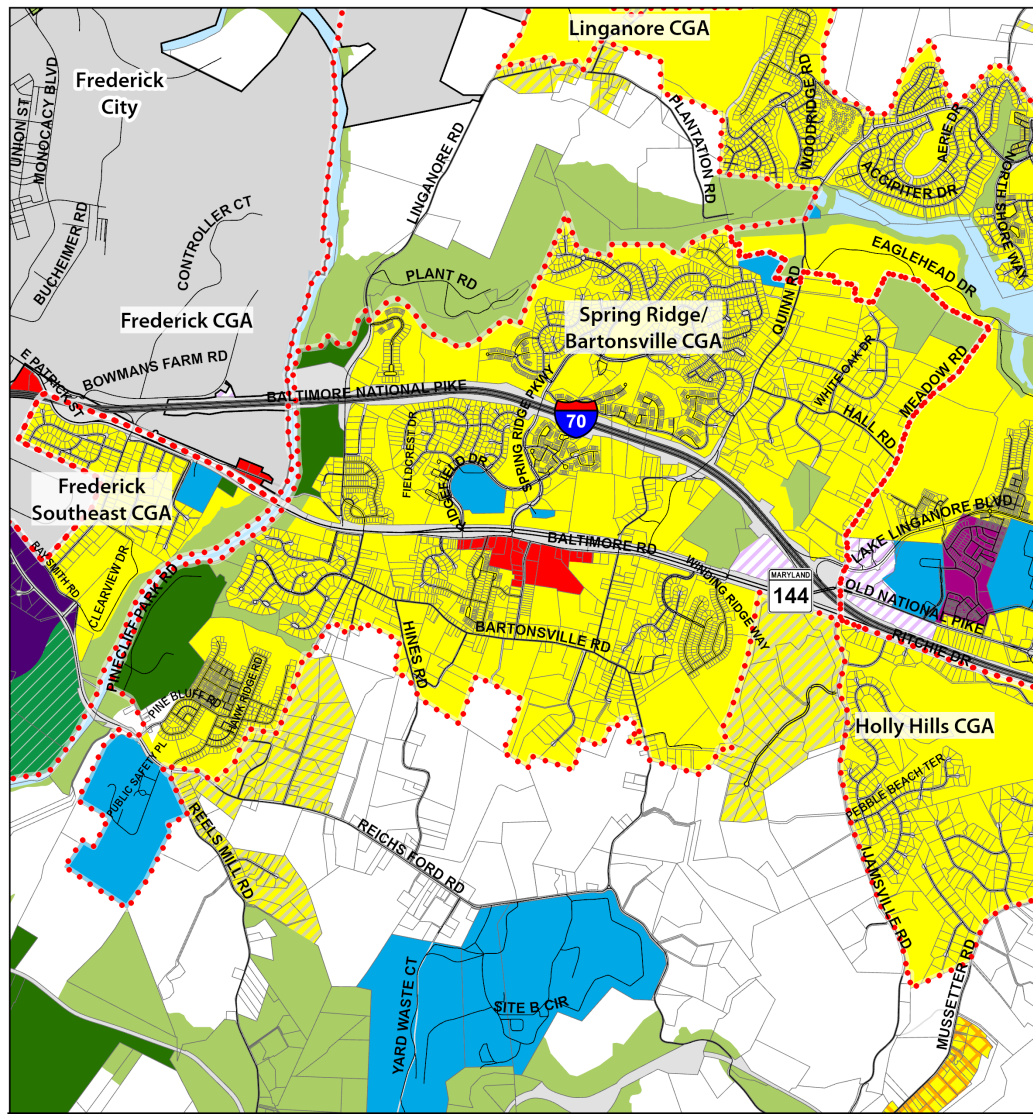 Linganore CGA
Frederick
City
UNION ST
MONOCACY BLVD
BUCHEIMER RD
CONTROLLER CT
LINGANORE RD
PLANTATION RD
WOODRIDGE RD
AERIE DR
ACCIPITER DR
NORTH SHORE WAY
EAGLEHEAD DR
PLANT RD
Frederick CGA
Spring Ridge/
Bartonsville CGA
QUINN RD
WHITE OAK DR
HALL RD
MEADOW RD
E PATRICK ST
BOWMANS FARM RD
BALTIMORE NATIONAL PIKE
SPRING RIDGE PKWY
70
FIELDCREST DR
RIDGEFIELD DR
Frederick
Southeast CGA
BALTIMORE RD
LAKE LINGANORE BLVD
RAY SMITH RD
CLEARVIEW DR
PINECLIFF PARK RD
WINDING RIDGE WAY
MARYLAND
144
OLD NATIONAL PIKE
RITCHIE DR
BARTONSVILLE RD
HINES RD
PINE BLUFF RD
HAWK RIDGE RD
Holly Hills CGA
PUBLIC SAFETY PL
PEBBLE BEACH TER
REELS MILL RD
REICHS FORD RD
IJAMSVILLE RD
MUSSETTER RD
YARD WASTE CT
SITE B CIR